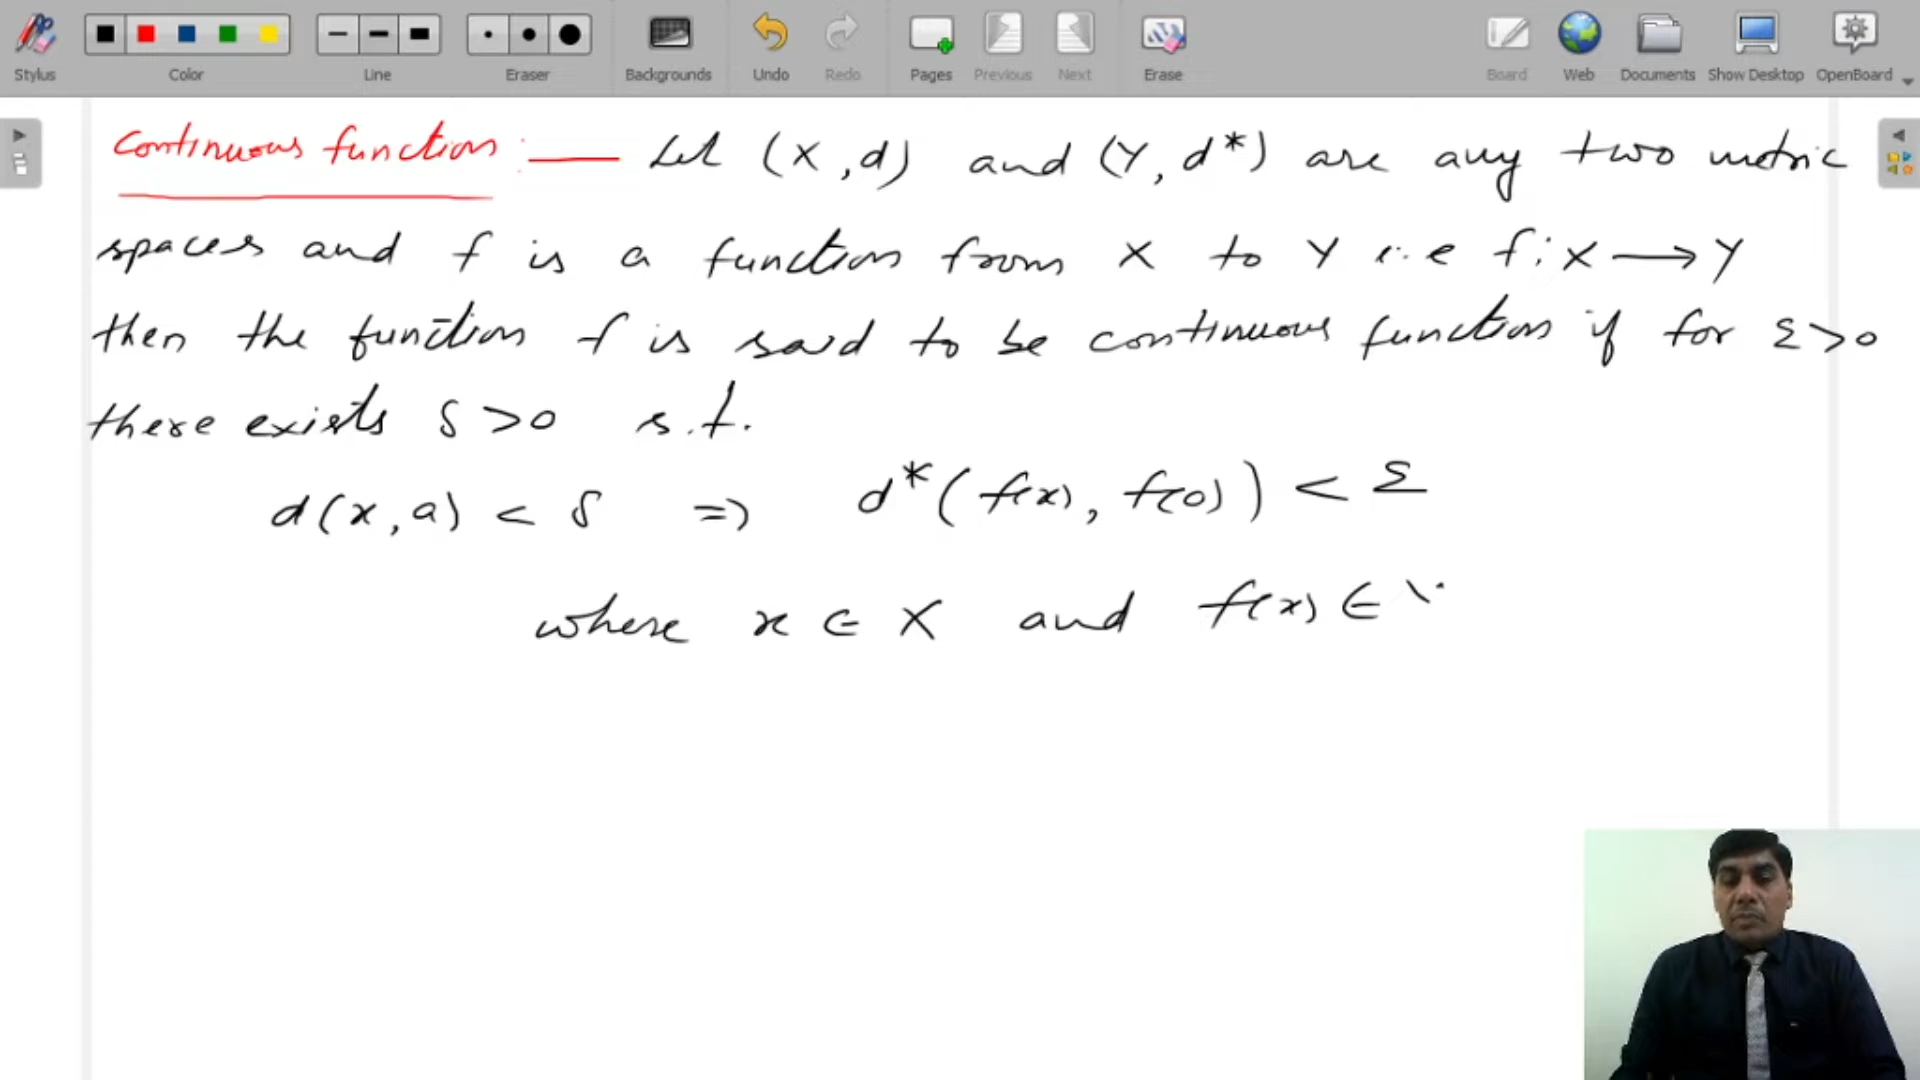 Stylus
Color
Line
Eraser
Backgrounds
Undo
Redo
Pages
Previous
Next
Erase
Board
Web
Documents
Show Desktop
OpenBoard
Continuous function :— Let (X, d) and (Y, d*) are any two metric
spaces and f is a function from X to Y i.e f: X ⟶ Y
then the function f is said to be continuous function if for Σ>0
there exists δ >0 s.t.
d(x, a) < δ => d*(f(x), f(0)) < Σ
where x ∈ X and f(x) ∈